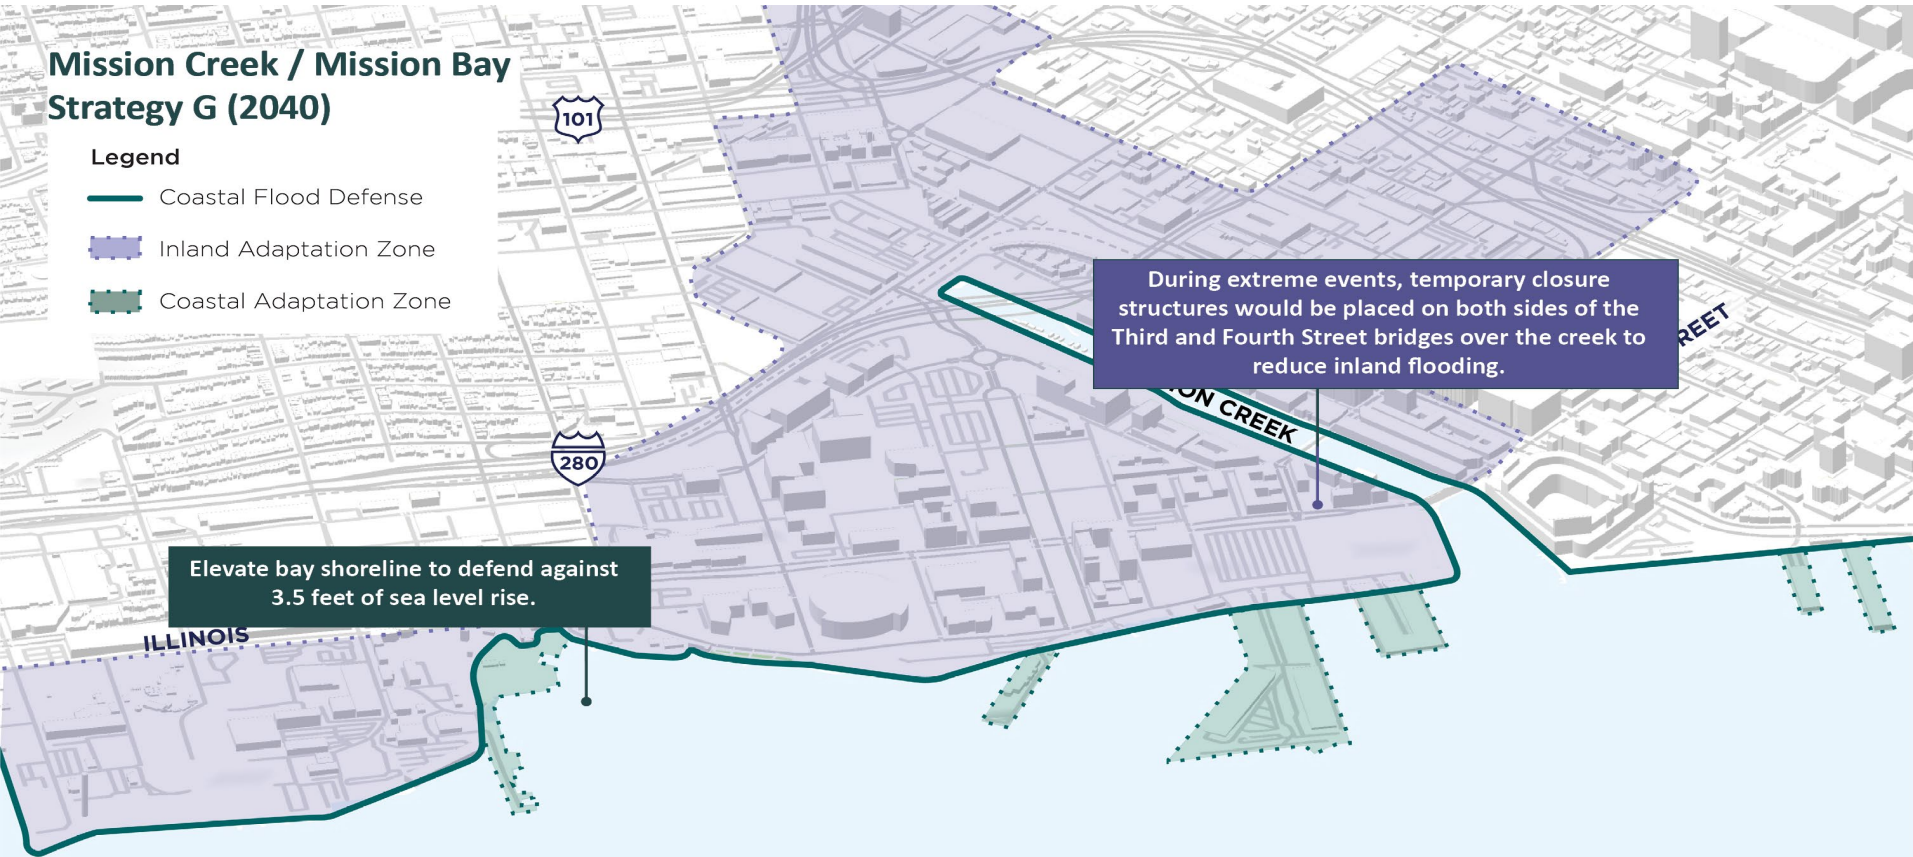 Mission Creek / Mission Bay
Strategy G (2040)
Legend
Coastal Flood Defense
Inland Adaptation Zone
Coastal Adaptation Zone
101
During extreme events, temporary closure
structures would be placed on both sides of the
Third and Fourth Street bridges over the creek to
reduce inland flooding.
REET
ON CREEK
280
Elevate bay shoreline to defend against
3.5 feet of sea level rise.
ILLINOIS